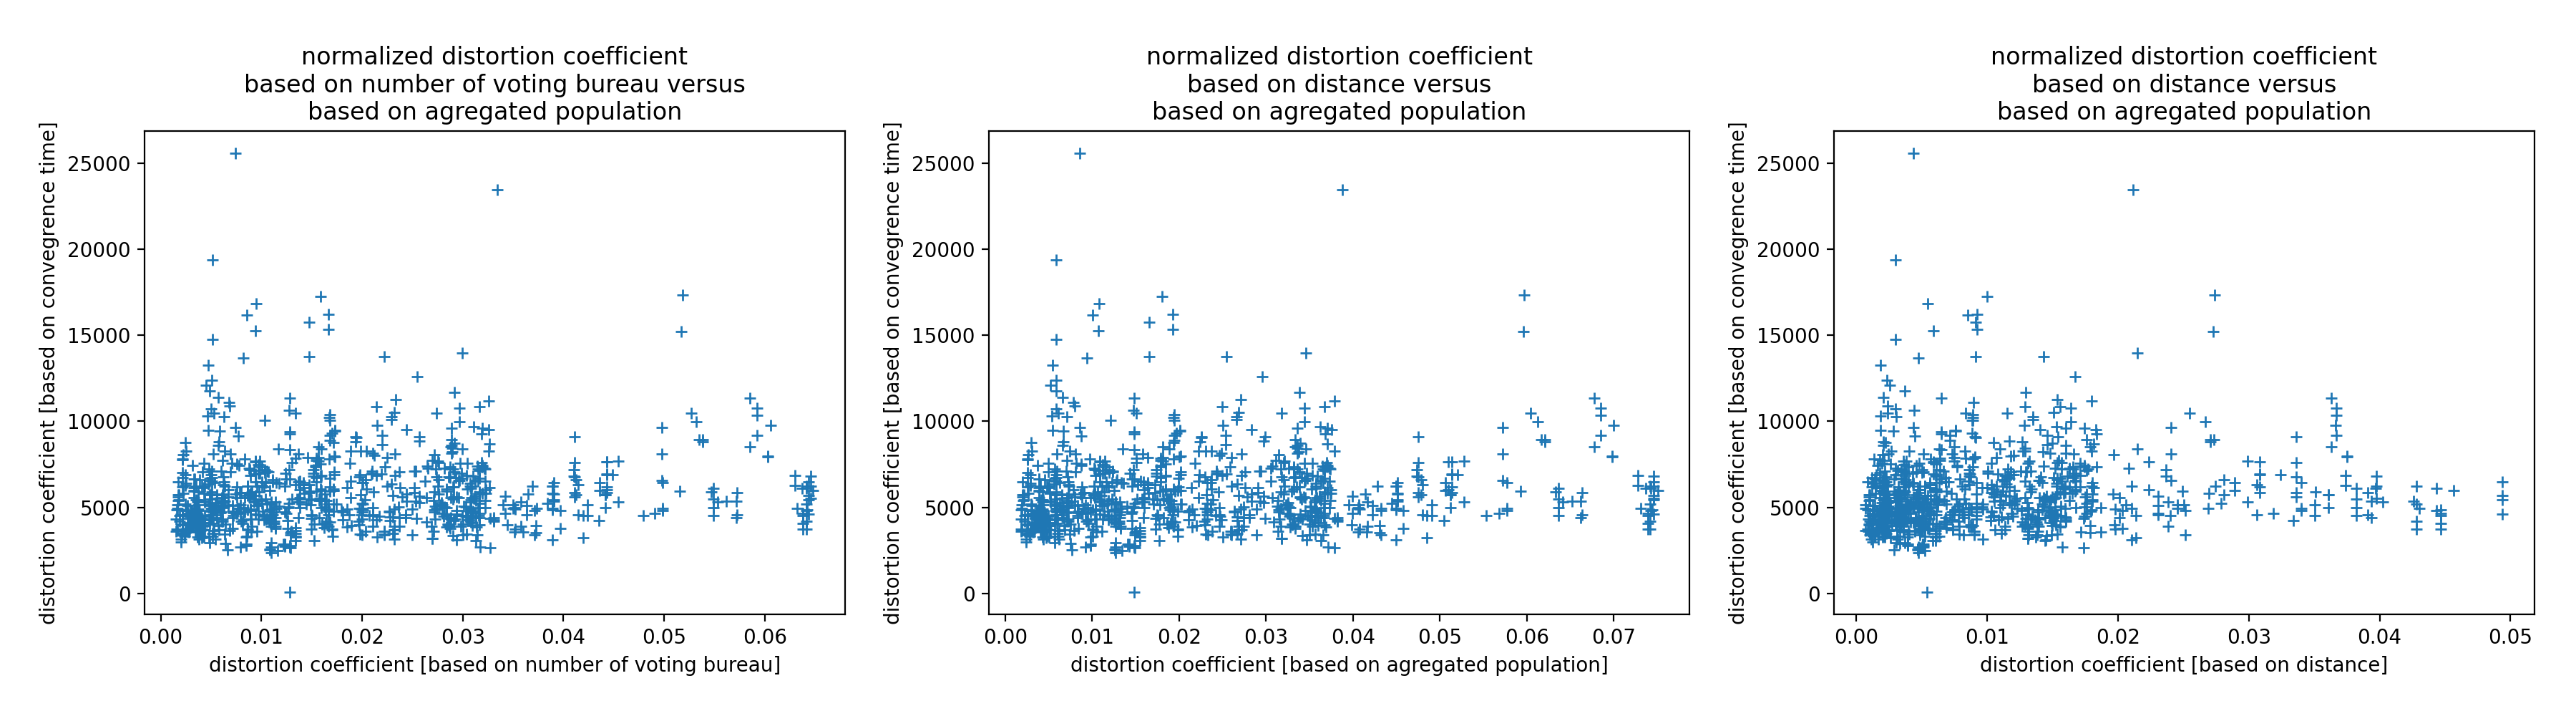 normalized distortion coefficient
based on number of voting bureau versus
based on agregated population
distortion coefficient [based on convegrence time]
25000
20000
15000
10000
5000
0
0.00 0.01 0.02 0.03 0.04 0.05 0.06
distortion coefficient [based on number of voting bureau]
normalized distortion coefficient
based on distance versus
based on agregated population
distortion coefficient [based on convegrence time]
25000
20000
15000
10000
5000
0
0.00 0.01 0.02 0.03 0.04 0.05 0.06 0.07
distortion coefficient [based on agregated population]
normalized distortion coefficient
based on distance versus
based on agregated population
distortion coefficient [based on convegrence time]
25000
20000
15000
10000
5000
0
0.00 0.01 0.02 0.03 0.04 0.05
distortion coefficient [based on distance]